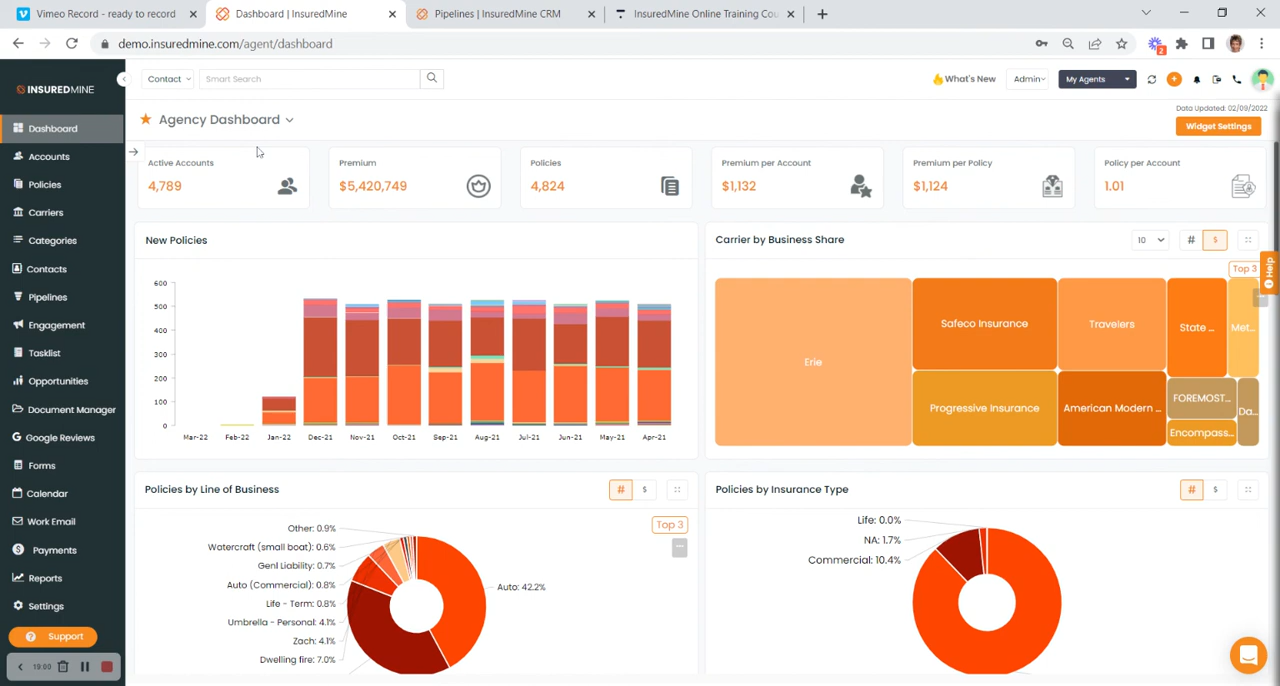 Vimeo Record - ready to record
Dashboard | InsuredMine
Pipelines | InsuredMine CRM
InsuredMine Online Training Cou
demo.insuredmine.com/agent/dashboard
2
INSUREDMINE
Contact
Smart Search
What's New
Admin
My Agents
Dashboard
Accounts
Policies
Carriers
Categories
Contacts
Pipelines
Engagement
Tasklist
Opportunities
Document Manager
Google Reviews
Forms
Calendar
Work Email
Payments
Reports
Settings
Support
19:00
Agency Dashboard
Data Updated: 02/09/2022
Widget Settings
Active Accounts
4,789
Premium
$5,420,749
Policies
4,824
Premium per Account
$1,132
Premium per Policy
$1,124
Policy per Account
1.01
New Policies
600
500
400
300
200
100
0
Mar-22 Feb-22 Jan-22 Dec-21 Nov-21 Oct-21 Sep-21 Aug-21 Jul-21 Jun-21 May-21 Apr-21
Carrier by Business Share
10
# $
Top 3
Help
Erie
Safeco Insurance
Travelers
State ...
Met...
Progressive Insurance
American Modern ...
FOREMOST...
Encompass...
Da...
Policies by Line of Business
# $
Top 3
Other: 0.9%
Watercraft (small boat): 0.6%
Genl Liability: 0.7%
Auto (Commercial): 0.8%
Life - Term: 0.8%
Umbrella - Personal: 4.1%
Zach: 4.1%
Dwelling fire: 7.0%
Auto: 42.2%
Policies by Insurance Type
# $
Life: 0.0%
NA: 1.7%
Commercial: 10.4%